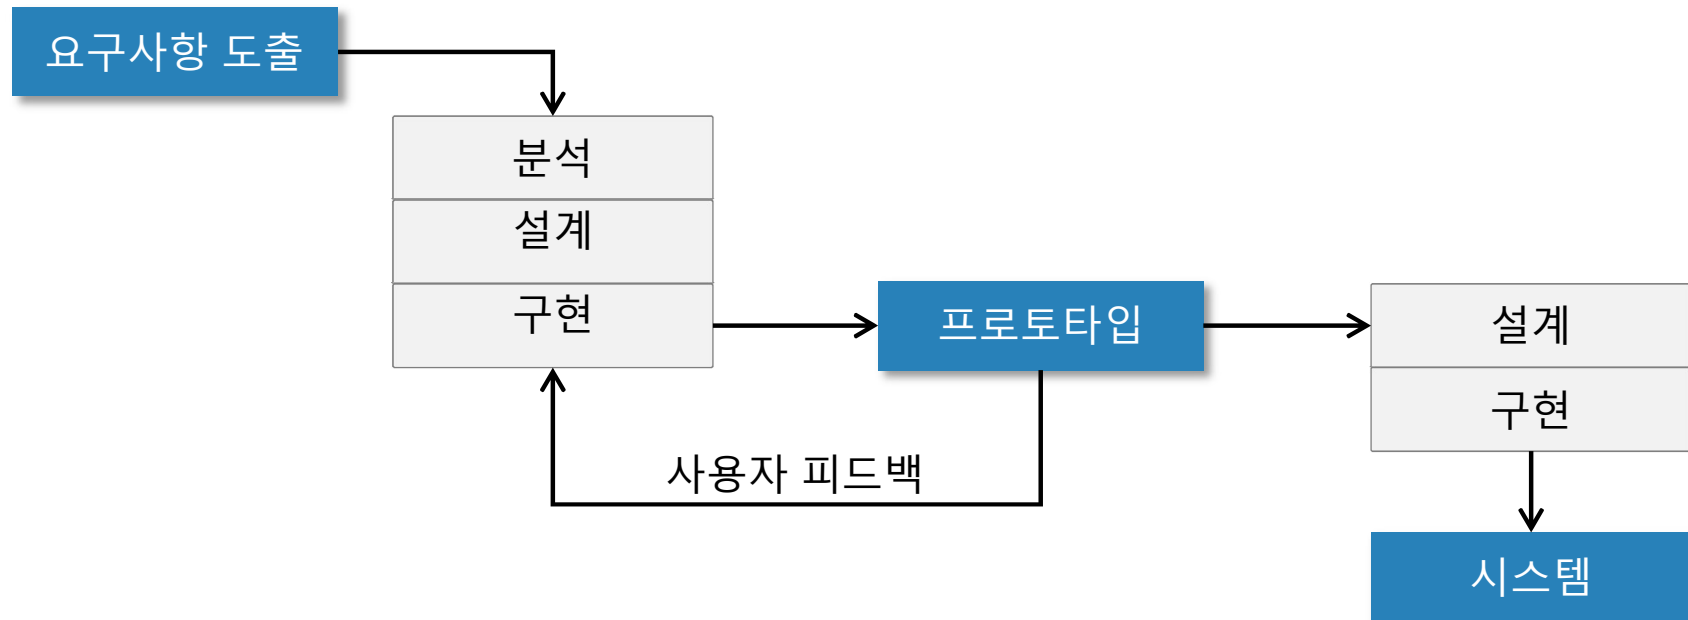 요구사항 도출
분석
설계
구현
프로토타입
사용자 피드백
설계
구현
시스템